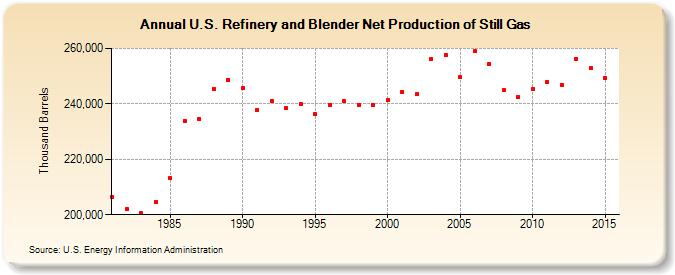 Annual U.S. Refinery and Blender Net Production of Still Gas
Thousand Barrels
260,000
240,000
220,000
200,000
1985 1990 1995 2000 2005 2010 2015
Source: U.S. Energy Information Administration